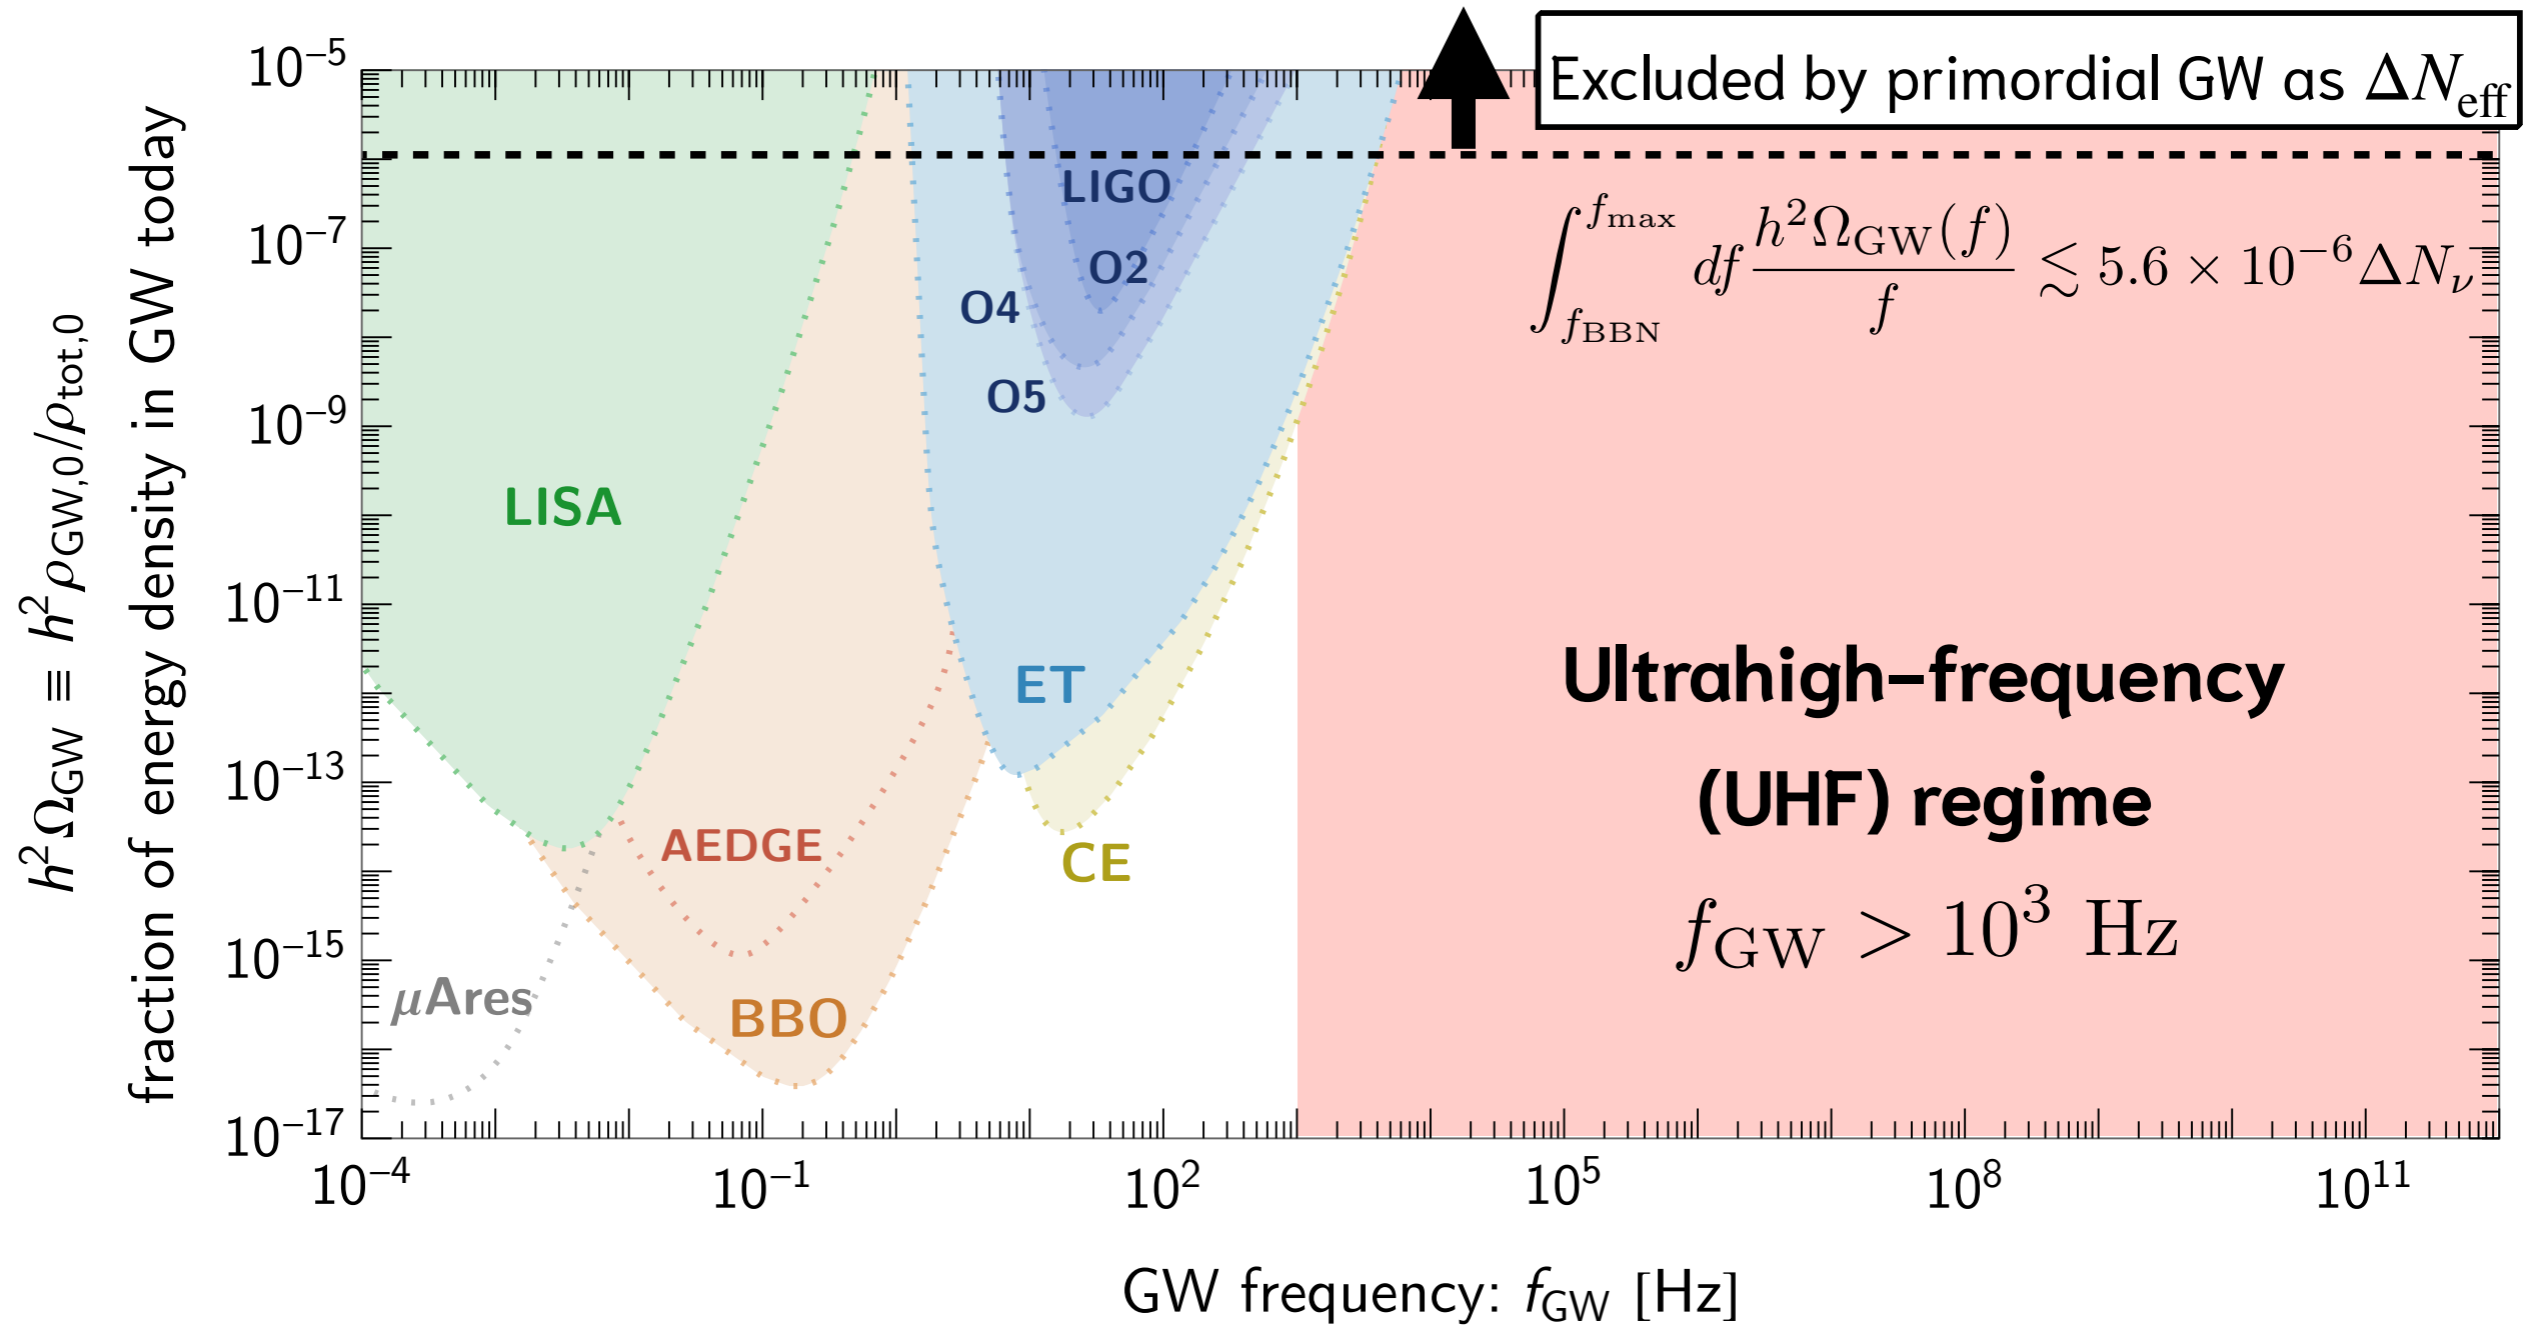 Excluded by primordial GW as ΔN_eff
h²Ω_GW ≡ h²ρ_GW,0/ρ_tot,0
fraction of energy density in GW today
10⁻⁵
10⁻⁷
10⁻⁹
10⁻¹¹
10⁻¹³
10⁻¹⁵
10⁻¹⁷
LIGO
O2
O4
O5
LISA
ET
AEDGE
CE
μAres
BBO
∫_{f_BBN}^{f_max} df h²Ω_GW(f)/f ≲ 5.6 × 10⁻⁶ΔN_ν
Ultrahigh–frequency
(UHF) regime
f_GW > 10³ Hz
10⁻⁴ 10⁻¹ 10² 10⁵ 10⁸ 10¹¹
GW frequency: f_GW [Hz]